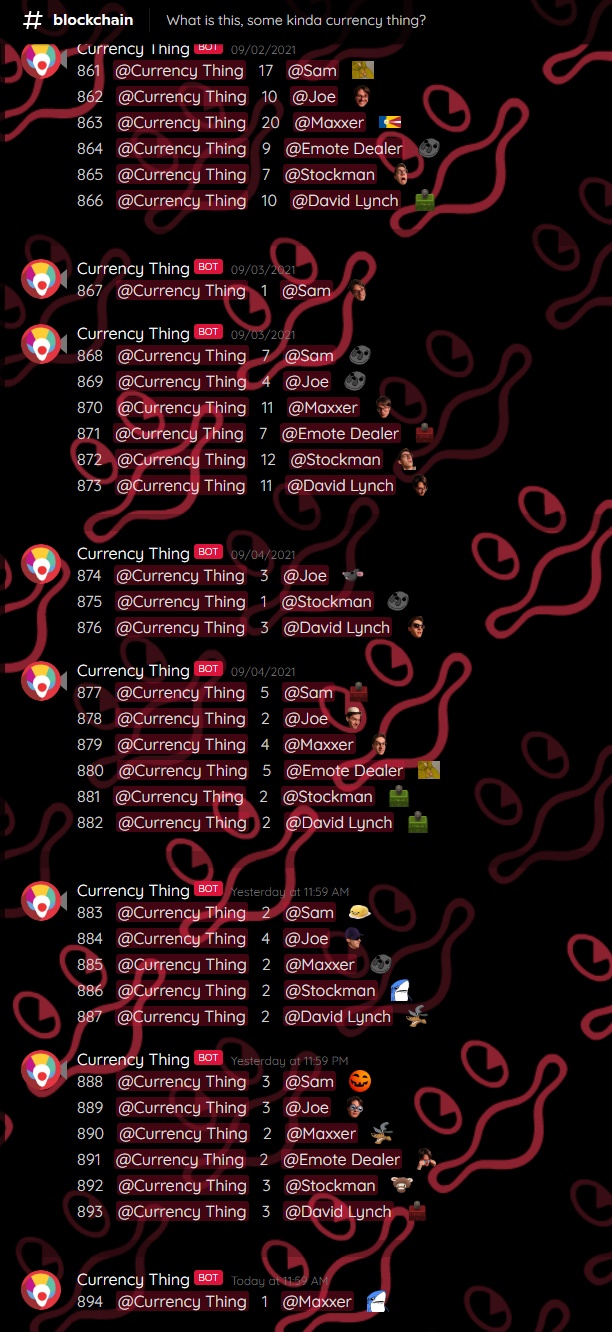 # blockchain What is this, some kinda currency thing?
Currency Thing BOT 09/02/2021
861 @Currency Thing 17 @Sam
862 @Currency Thing 10 @Joe
863 @Currency Thing 20 @Maxxer
864 @Currency Thing 9 @Emote Dealer
865 @Currency Thing 7 @Stockman
866 @Currency Thing 10 @David Lynch
Currency Thing BOT 09/03/2021
867 @Currency Thing 1 @Sam
Currency Thing BOT 09/03/2021
868 @Currency Thing 7 @Sam
869 @Currency Thing 4 @Joe
870 @Currency Thing 11 @Maxxer
871 @Currency Thing 7 @Emote Dealer
872 @Currency Thing 12 @Stockman
873 @Currency Thing 11 @David Lynch
Currency Thing BOT 09/04/2021
874 @Currency Thing 3 @Joe
875 @Currency Thing 1 @Stockman
876 @Currency Thing 3 @David Lynch
Currency Thing BOT 09/04/2021
877 @Currency Thing 5 @Sam
878 @Currency Thing 2 @Joe
879 @Currency Thing 4 @Maxxer
880 @Currency Thing 5 @Emote Dealer
881 @Currency Thing 2 @Stockman
882 @Currency Thing 2 @David Lynch
Currency Thing BOT Yesterday at 11:59 AM
883 @Currency Thing 2 @Sam
884 @Currency Thing 4 @Joe
885 @Currency Thing 2 @Maxxer
886 @Currency Thing 2 @Stockman
887 @Currency Thing 2 @David Lynch
Currency Thing BOT Yesterday at 11:59 PM
888 @Currency Thing 3 @Sam
889 @Currency Thing 3 @Joe
890 @Currency Thing 2 @Maxxer
891 @Currency Thing 2 @Emote Dealer
892 @Currency Thing 3 @Stockman
893 @Currency Thing 3 @David Lynch
Currency Thing BOT Today at 11:59 AM
894 @Currency Thing 1 @Maxxer